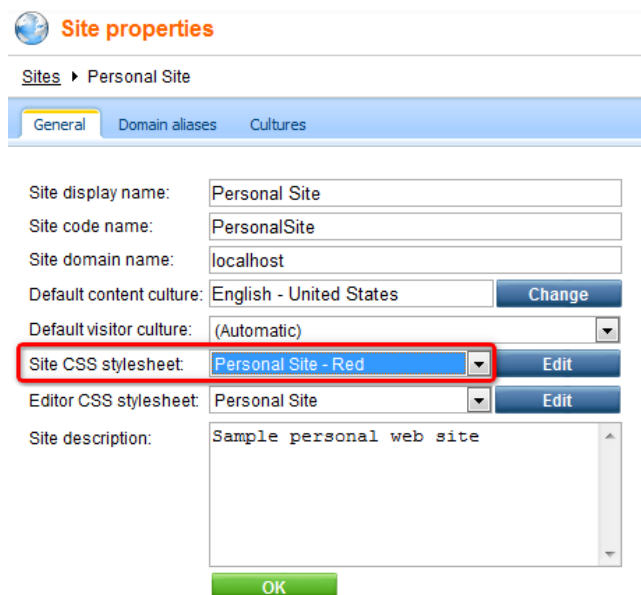 Site properties
Sites ▸ Personal Site
General Domain aliases Cultures
Site display name: Personal Site
Site code name: PersonalSite
Site domain name: localhost
Default content culture: English - United States Change
Default visitor culture: (Automatic)
Site CSS stylesheet: Personal Site - Red Edit
Editor CSS stylesheet: Personal Site Edit
Site description: Sample personal web site
OK